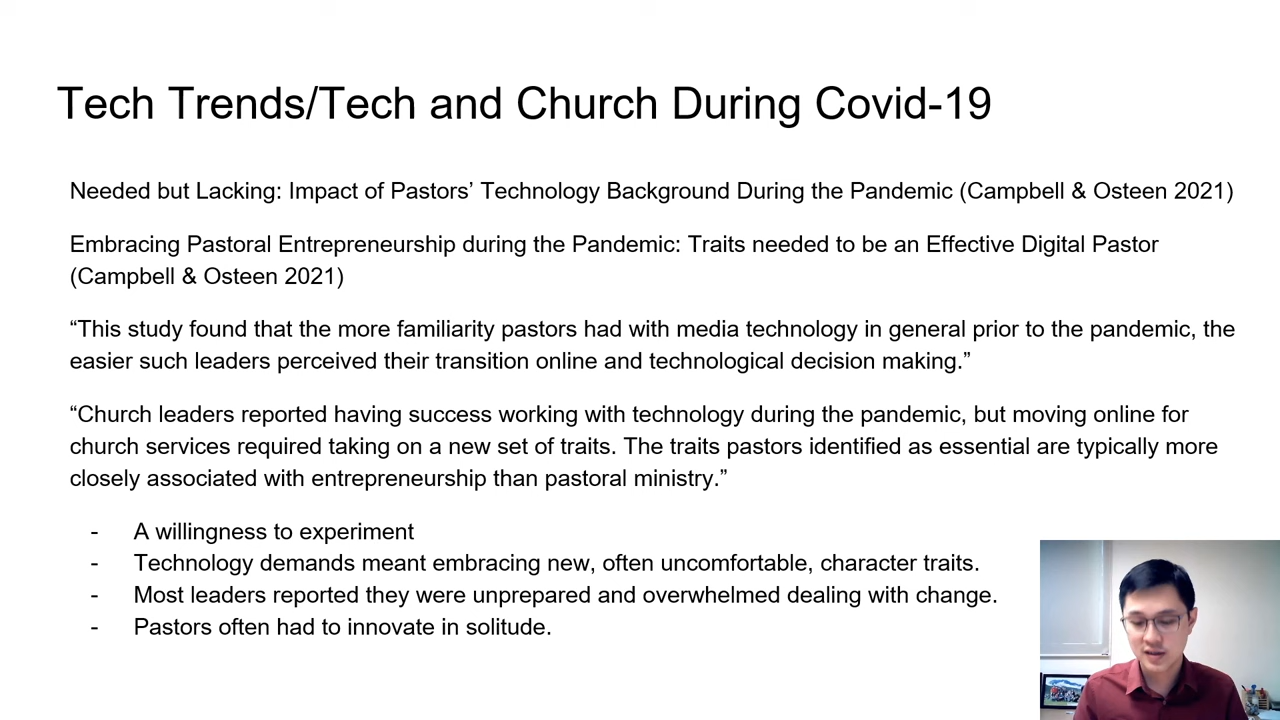 Tech Trends/Tech and Church During Covid-19
Needed but Lacking: Impact of Pastors’ Technology Background During the Pandemic (Campbell & Osteen 2021)
Embracing Pastoral Entrepreneurship during the Pandemic: Traits needed to be an Effective Digital Pastor
(Campbell & Osteen 2021)
“This study found that the more familiarity pastors had with media technology in general prior to the pandemic, the
easier such leaders perceived their transition online and technological decision making.”
“Church leaders reported having success working with technology during the pandemic, but moving online for
church services required taking on a new set of traits. The traits pastors identified as essential are typically more
closely associated with entrepreneurship than pastoral ministry.”
- A willingness to experiment
- Technology demands meant embracing new, often uncomfortable, character traits.
- Most leaders reported they were unprepared and overwhelmed dealing with change.
- Pastors often had to innovate in solitude.